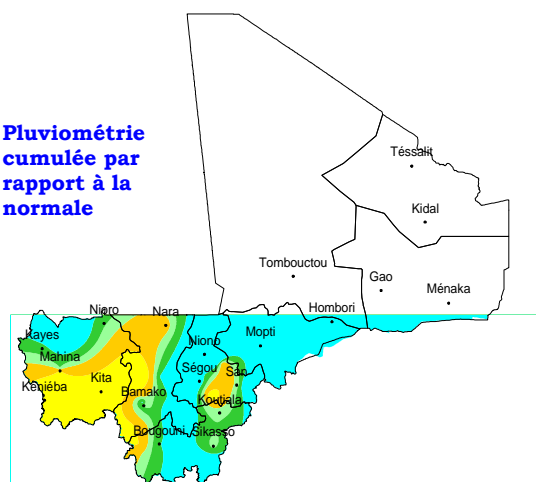 Pluviométrie
cumulée par
rapport à la
normale
Téssalit
Kidal
Tombouctou
Gao
Ménaka
Hombori
Nioro
Nara
Kayes
Niono
Mopti
Mahina
Ségou
San
Kéniéba
Kita
Bamako
Koutiala
Bougouni
Sikasso